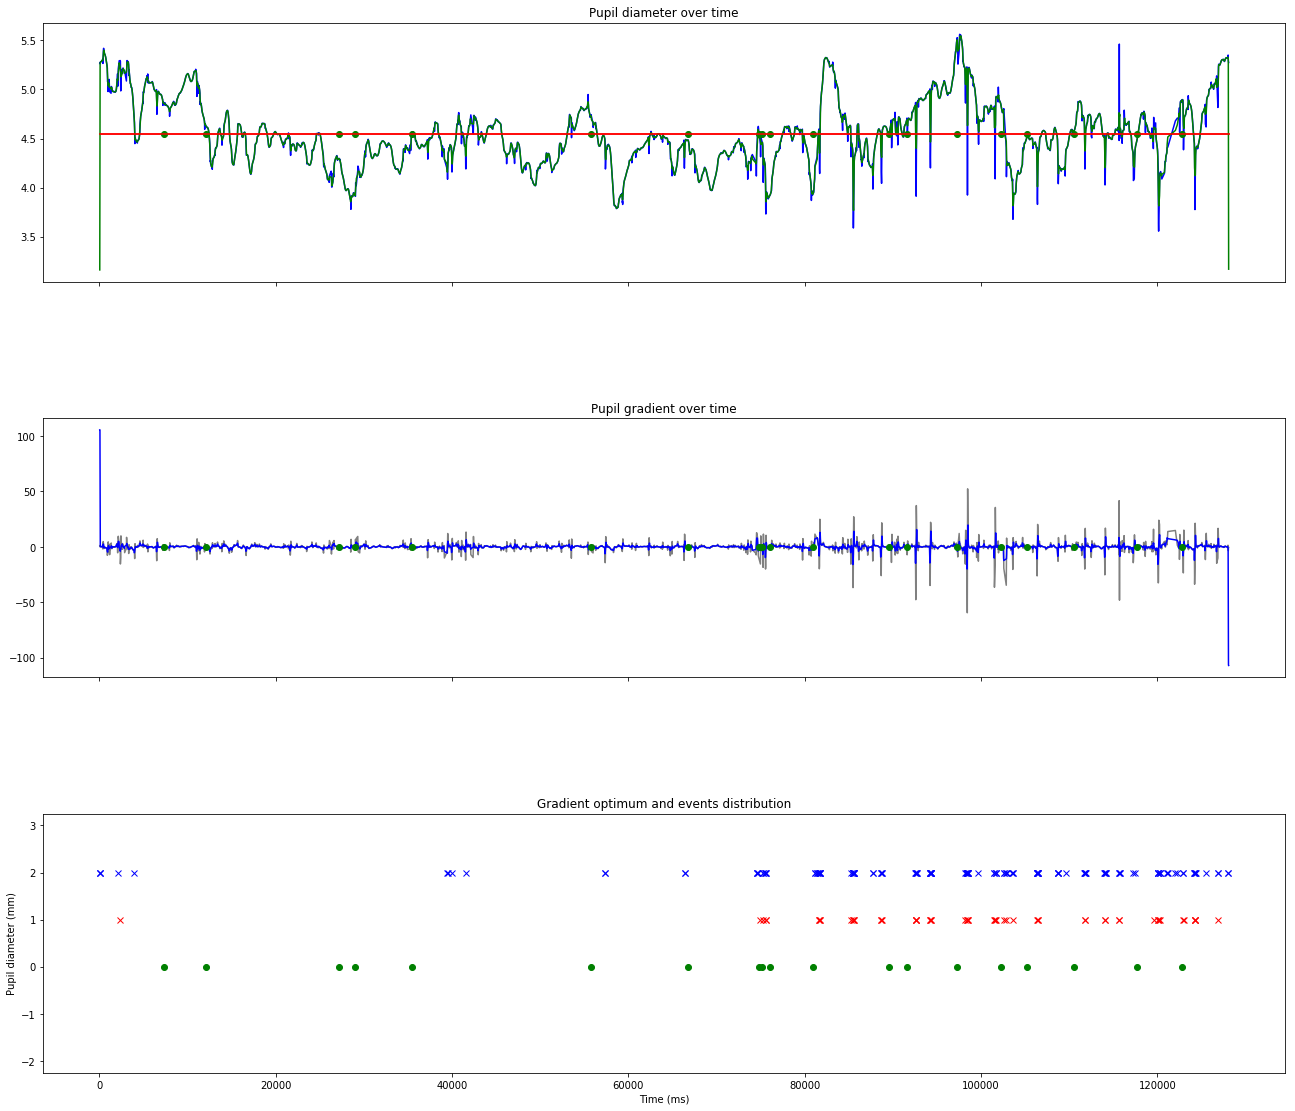 Pupil diameter over time
5.5
5.0
4.5
4.0
3.5
Pupil gradient over time
100
50
0
−50
−100
Gradient optimum and events distribution
3
2
1
0
−1
−2
Pupil diameter (mm)
0 20000 40000 60000 80000 100000 120000
Time (ms)